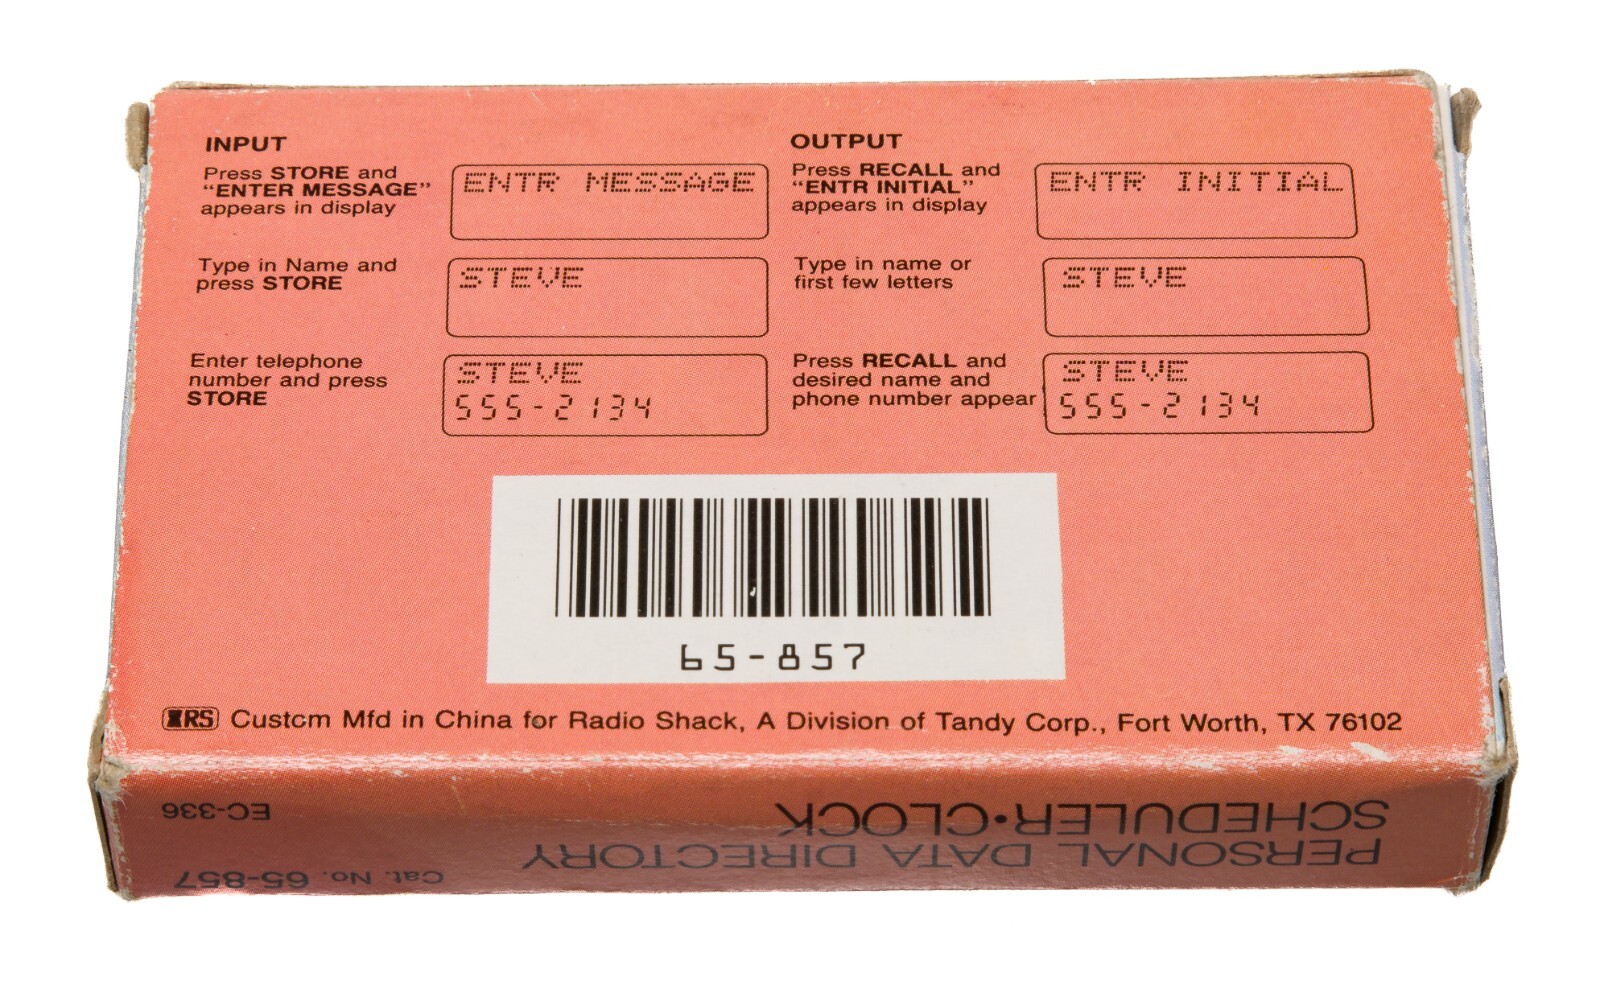 INPUT
Press STORE and
"ENTER MESSAGE"
appears in display
ENTR MESSAGE
Type in Name and
press STORE
STEVE
Enter telephone
number and press
STORE
STEVE
555-2134
OUTPUT
Press RECALL and
"ENTR INITIAL"
appears in display
ENTR INITIAL
Type in name or
first few letters
STEVE
Press RECALL and
desired name and
phone number appear
STEVE
555-2134
65-857
RS Custom Mfd in China for Radio Shack, A Division of Tandy Corp., Fort Worth, TX 76102
PERSONAL DATA DIRECTORY
SCHEDULER•CLOCK
Cat. No. 65-857
EC-336